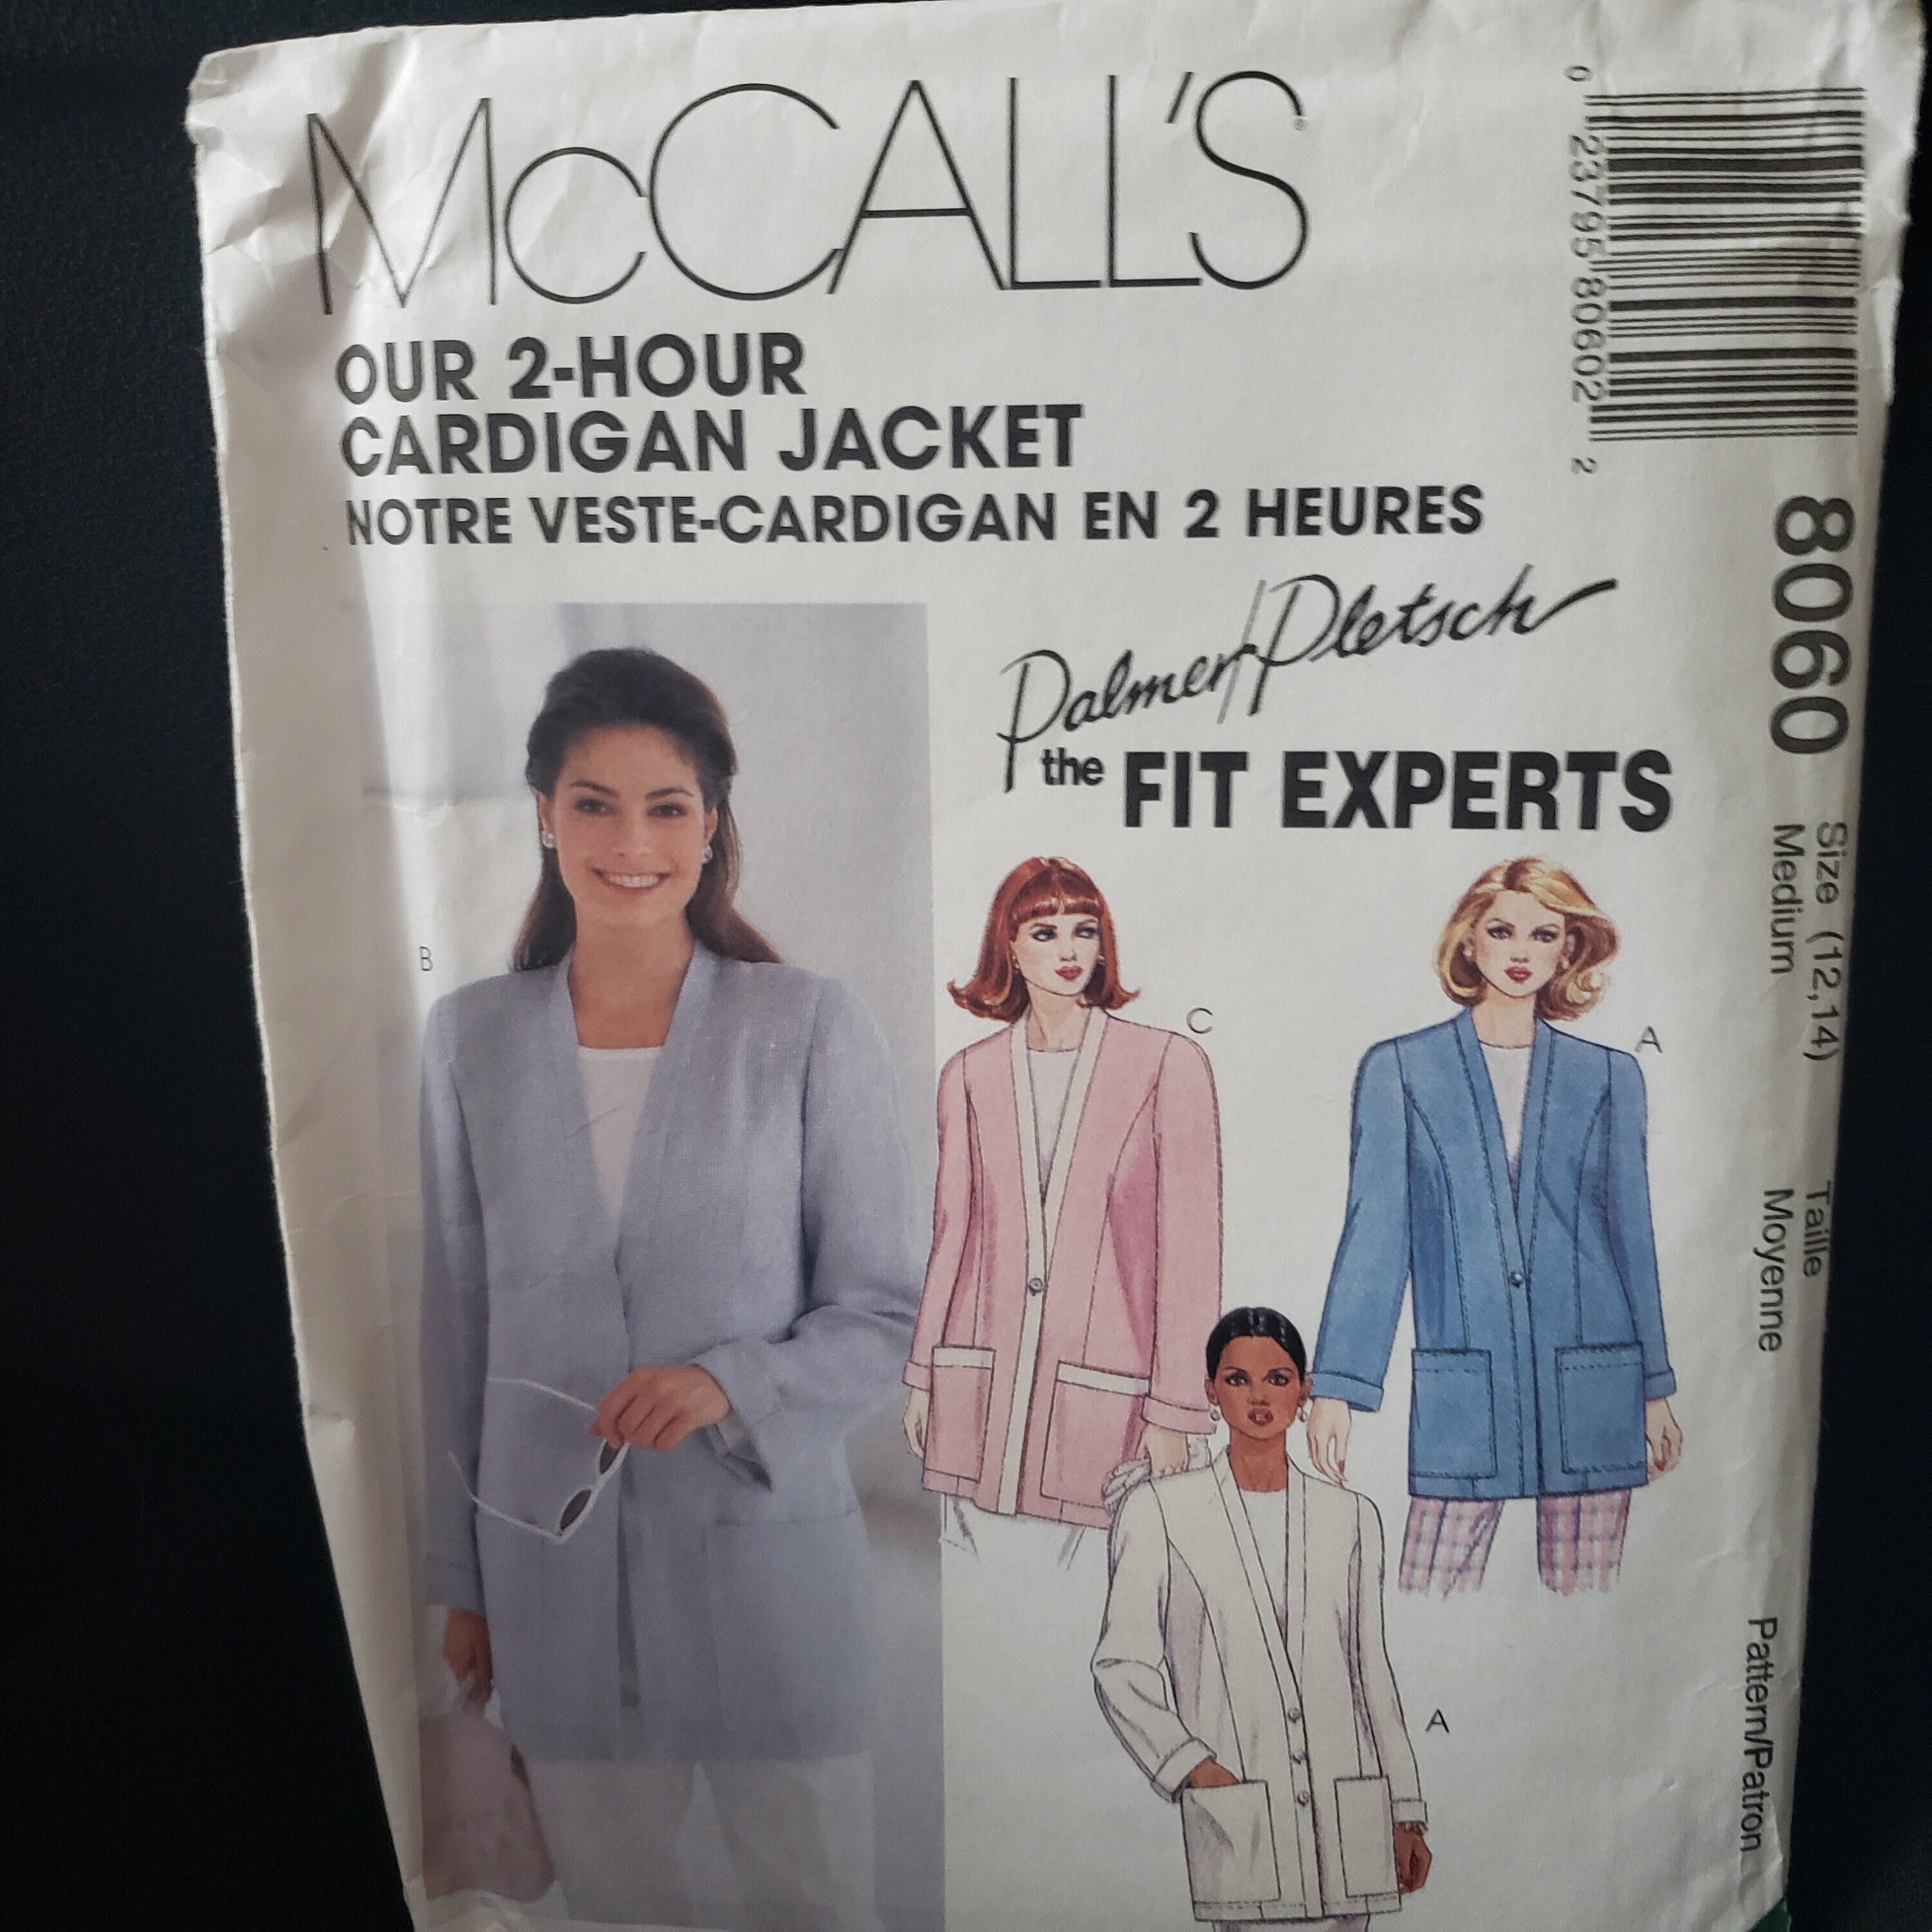 McCALL'S®
OUR 2-HOUR
CARDIGAN JACKET
NOTRE VESTE-CARDIGAN EN 2 HEURES
Palmer/Pletsch
the FIT EXPERTS
B
C
A
A
0 23795 80602 2
8060
Size (12,14)
Medium
Taille
Moyenne
Pattern/Patron